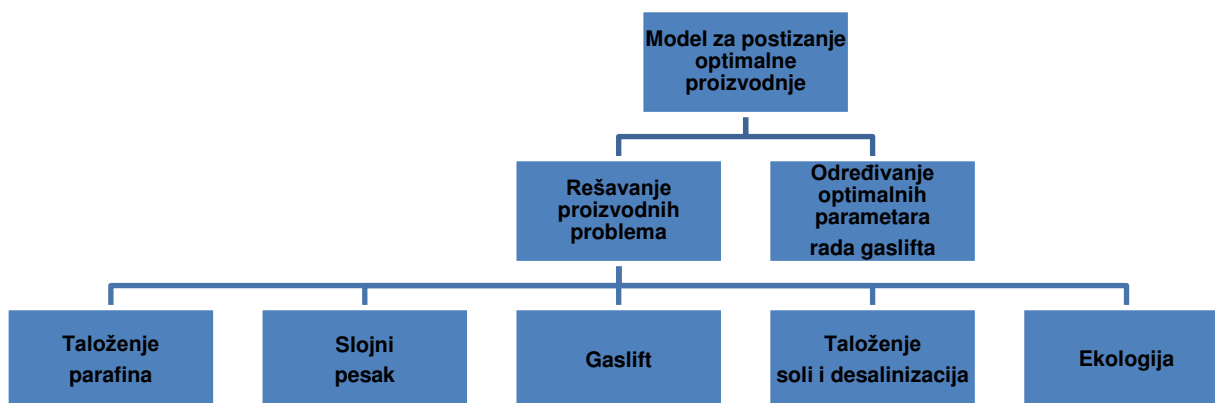 Model za postizanje
optimalne
proizvodnje
Rešavanje
proizvodnih
problema
Određivanje
optimalnih
parametara
rada gaslifta
Taloženje
parafina
Slojni
pesak
Gaslift
Taloženje
soli i desalinizacija
Ekologija